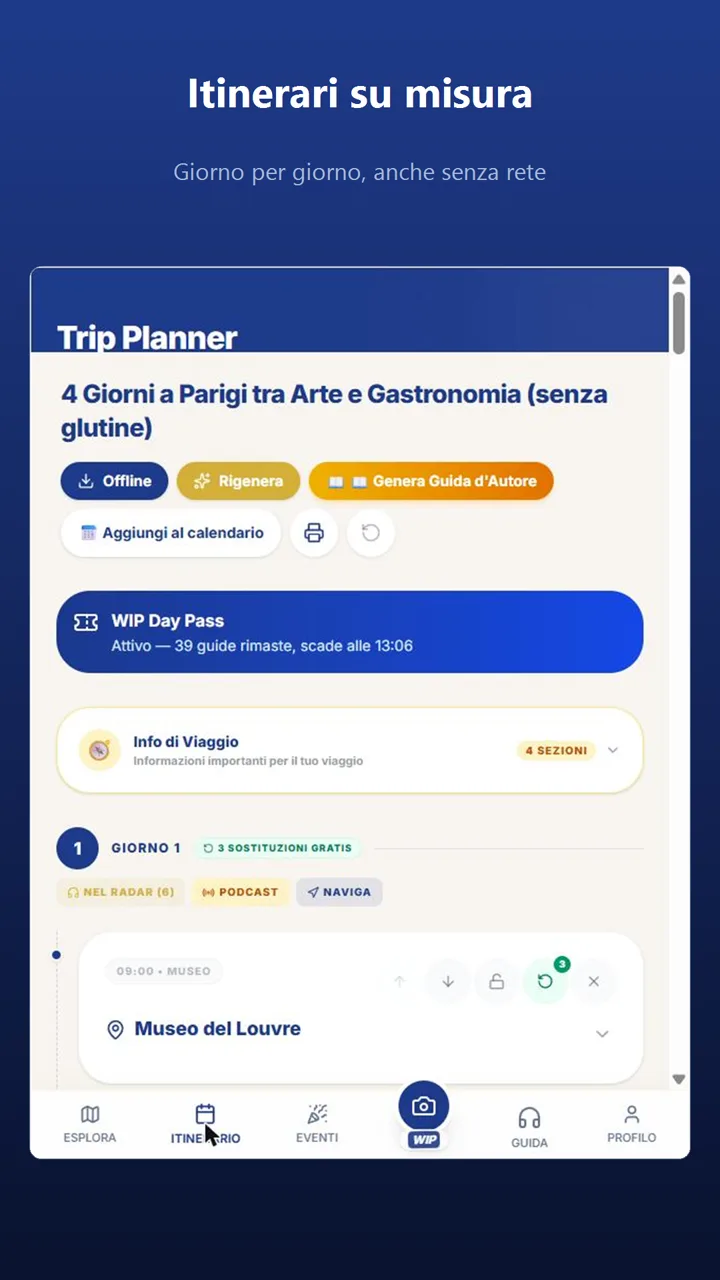 Itinerari su misura
Giorno per giorno, anche senza rete
Trip Planner
4 Giorni a Parigi tra Arte e Gastronomia (senza
glutine)
Offline
Rigenera
Genera Guida d'Autore
Aggiungi al calendario
WIP Day Pass
Attivo — 39 guide rimaste, scade alle 13:06
Info di Viaggio
Informazioni importanti per il tuo viaggio
4 SEZIONI
1 GIORNO 1
3 SOSTITUZIONI GRATIS
NEL RADAR (6)
PODCAST
NAVIGA
09:00 • MUSEO
3
Museo del Louvre
ESPLORA
ITINERARIO
EVENTI
WIP
GUIDA
PROFILO